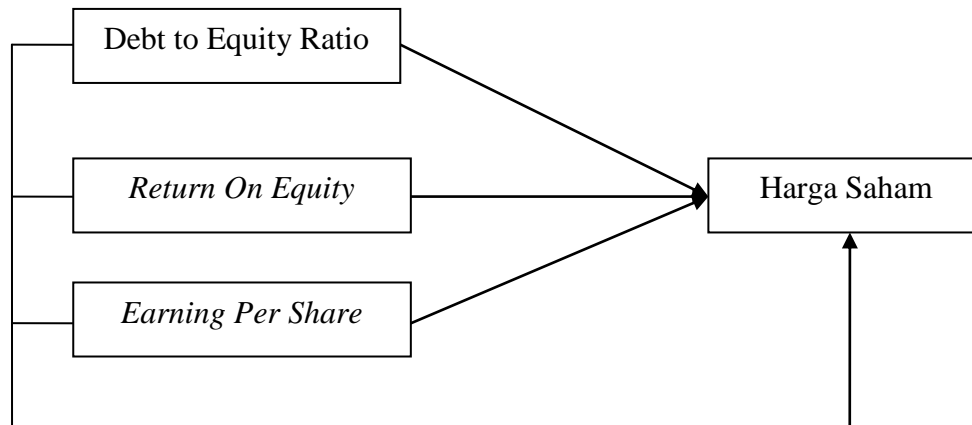 Debt to Equity Ratio
Return On Equity
Harga Saham
Earning Per Share